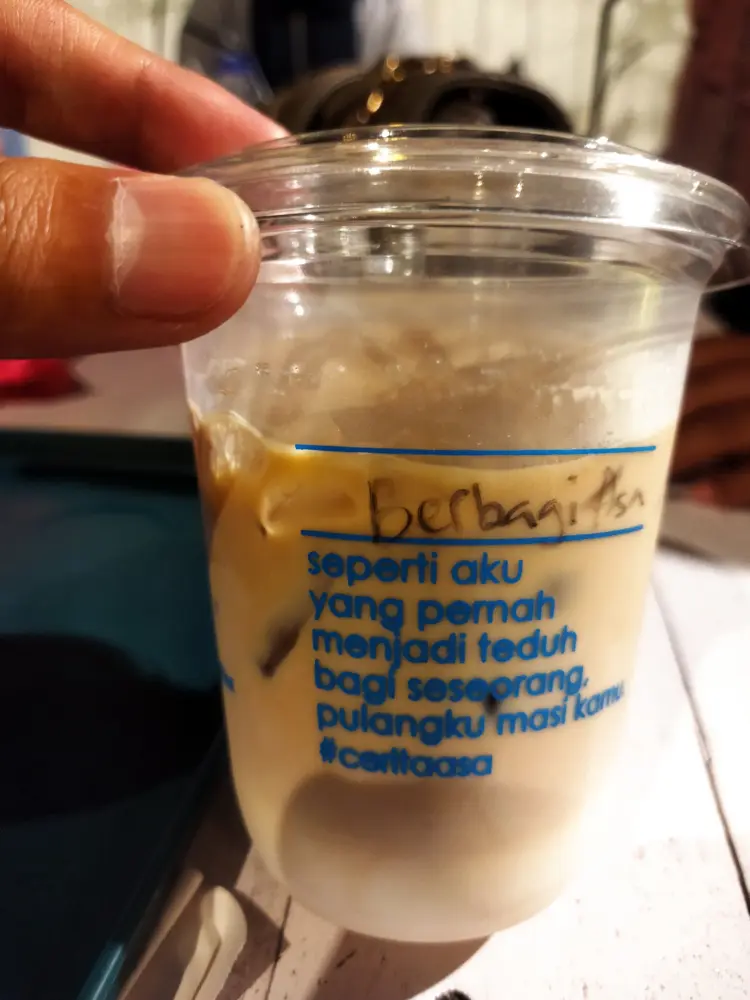 Berbagi Asa
seperti aku
yang pernah
menjadi teduh
bagi seseorang,
pulangku masi kamu.
#ceritaasa